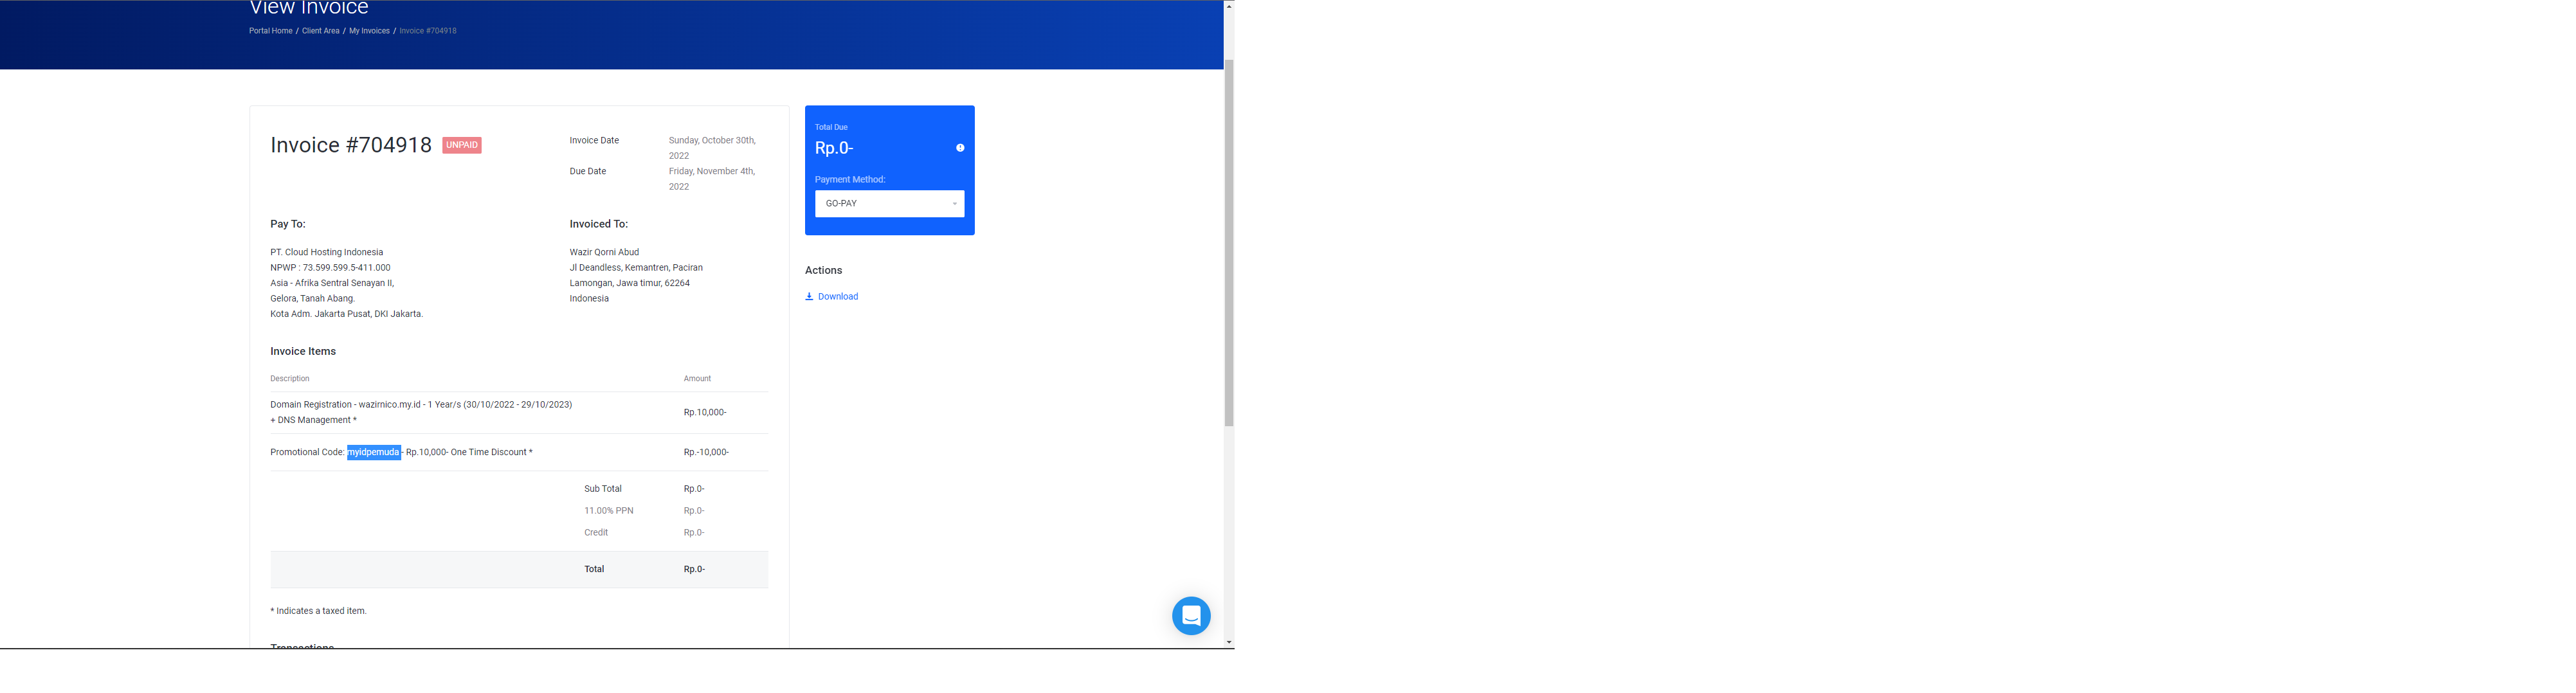 View Invoice
Portal Home / Client Area / My Invoices / Invoice #704918
Invoice #704918 UNPAID
Invoice Date Sunday, October 30th,
2022
Due Date Friday, November 4th,
2022
Pay To:
PT. Cloud Hosting Indonesia
NPWP : 73.599.599.5-411.000
Asia - Afrika Sentral Senayan II,
Gelora, Tanah Abang.
Kota Adm. Jakarta Pusat, DKI Jakarta.
Invoiced To:
Wazir Qorni Abud
Jl Deandless, Kemantren, Paciran
Lamongan, Jawa timur, 62264
Indonesia
Invoice Items
Description Amount
Domain Registration - wazirnico.my.id - 1 Year/s (30/10/2022 - 29/10/2023)
+ DNS Management * Rp.10,000-
Promotional Code: myidpemuda - Rp.10,000- One Time Discount * Rp.-10,000-
Sub Total Rp.0-
11.00% PPN Rp.0-
Credit Rp.0-
Total Rp.0-
* Indicates a taxed item.
Transactions
Total Due
Rp.0-
Payment Method:
GO-PAY
Actions
Download